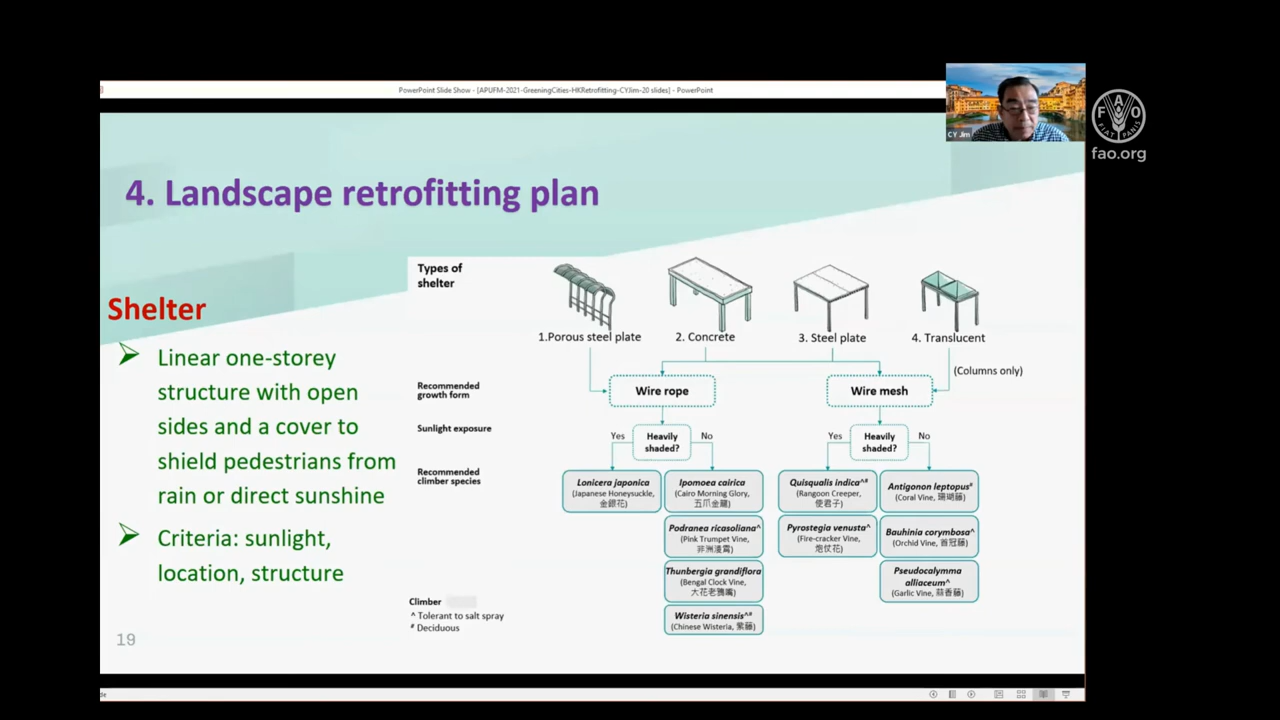 PowerPoint Slide Show - [APUFM-2021-GreeningCities-HKRetrofitting-CYJim-20 slides] - PowerPoint
CY Jim
FAO
FIAT PANIS
fao.org
4. Landscape retrofitting plan
Shelter
Linear one-storey
structure with open
sides and a cover to
shield pedestrians from
rain or direct sunshine
Criteria: sunlight,
location, structure
19
Types of
shelter
1.Porous steel plate
2. Concrete
3. Steel plate
4. Translucent
(Columns only)
Recommended
growth form
Wire rope
Wire mesh
Sunlight exposure
Yes
Heavily
shaded?
No
Yes
Heavily
shaded?
No
Recommended
climber species
Lonicera japonica
(Japanese Honeysuckle,
金銀花)
Ipomoea cairica
(Cairo Morning Glory,
五爪金龍)
Podranea ricasoliana^
(Pink Trumpet Vine,
非洲淩霄)
Thunbergia grandiflora
(Bengal Clock Vine,
大花老鴉嘴)
Wisteria sinensis^#
(Chinese Wisteria, 紫藤)
Quisqualis indica^#
(Rangoon Creeper,
使君子)
Pyrostegia venusta^
(Fire-cracker Vine,
炮仗花)
Antigonon leptopus#
(Coral Vine, 珊瑚藤)
Bauhinia corymbosa^
(Orchid Vine, 首冠藤)
Pseudocalymma
alliaceum^
(Garlic Vine, 蒜香藤)
Climber
^ Tolerant to salt spray
# Deciduous